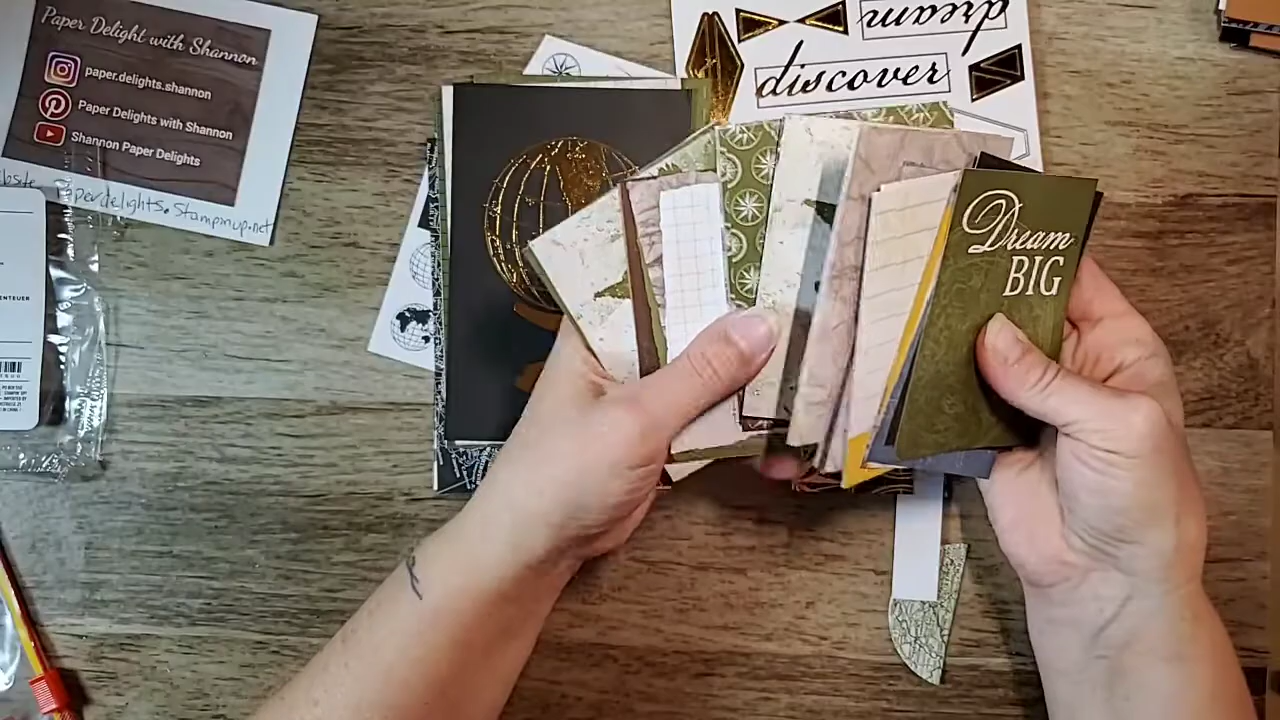 Paper Delight with Shannon
paper.delights.shannon
Paper Delights with Shannon
Shannon Paper Delights
paperdelights.stampinup.net
ENTEUER
dream
discover
Dream
BIG